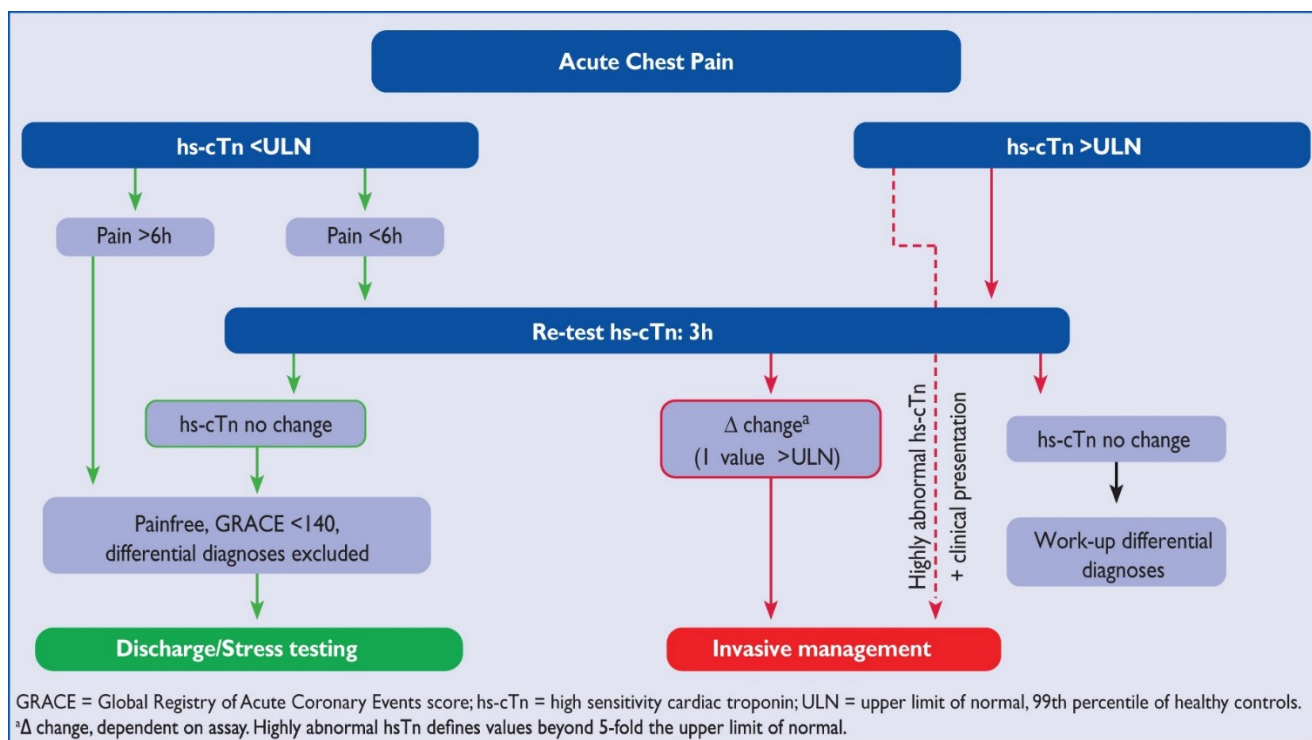 Acute Chest Pain
hs-cTn <ULN
hs-cTn >ULN
Pain >6h
Pain <6h
Re-test hs-cTn: 3h
hs-cTn no change
Δ changeᵃ
(1 value >ULN)
Highly abnormal hs-cTn
+ clinical presentation
hs-cTn no change
Painfree, GRACE <140,
differential diagnoses excluded
Work-up differential
diagnoses
Discharge/Stress testing
Invasive management
GRACE = Global Registry of Acute Coronary Events score; hs-cTn = high sensitivity cardiac troponin; ULN = upper limit of normal, 99th percentile of healthy controls.
ᵃΔ change, dependent on assay. Highly abnormal hsTn defines values beyond 5-fold the upper limit of normal.